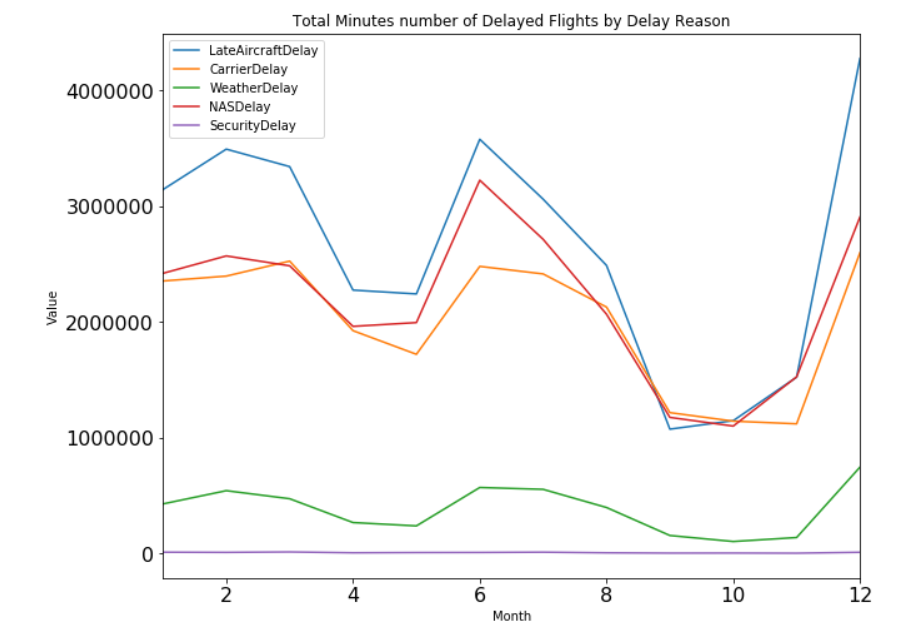 Total Minutes number of Delayed Flights by Delay Reason
LateAircraftDelay
CarrierDelay
WeatherDelay
NASDelay
SecurityDelay
4000000
3000000
2000000
1000000
0
Value
2 4 6 8 10 12
Month